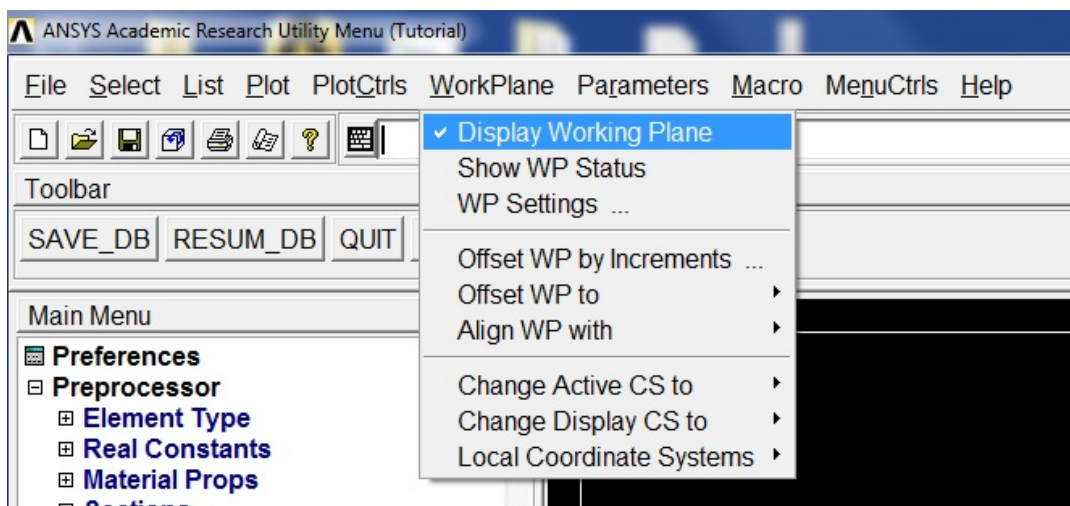 ANSYS Academic Research Utility Menu (Tutorial)
File Select List Plot PlotCtrls WorkPlane Parameters Macro MenuCtrls Help
Display Working Plane
Show WP Status
WP Settings ...
Offset WP by Increments ...
Offset WP to
Align WP with
Change Active CS to
Change Display CS to
Local Coordinate Systems
Toolbar
SAVE_DB RESUM_DB QUIT
Main Menu
Preferences
Preprocessor
Element Type
Real Constants
Material Props